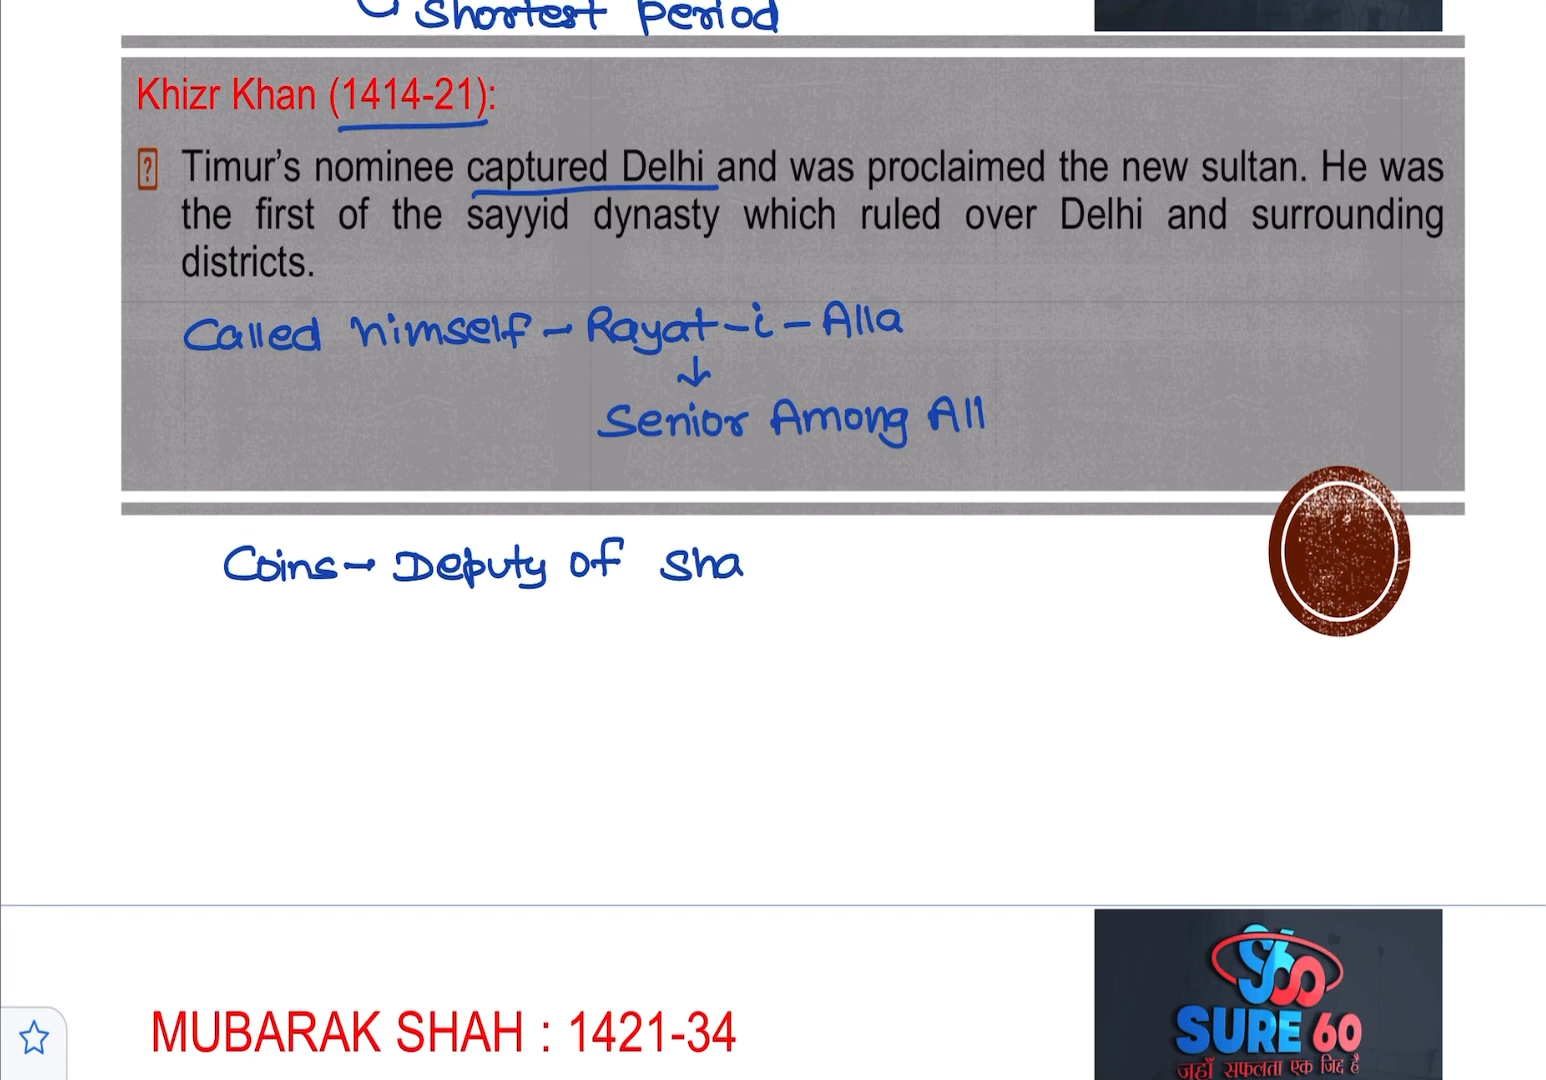 Shortest Period
Khizr Khan (1414-21):
Timur's nominee captured Delhi and was proclaimed the new sultan. He was
the first of the sayyid dynasty which ruled over Delhi and surrounding
districts.
Called himself - Rayat-i-Alla
Senior Among All
Coins → Deputy of Sha
MUBARAK SHAH : 1421-34
S60
SURE 60
जहाँ सफलता एक जिद्द है